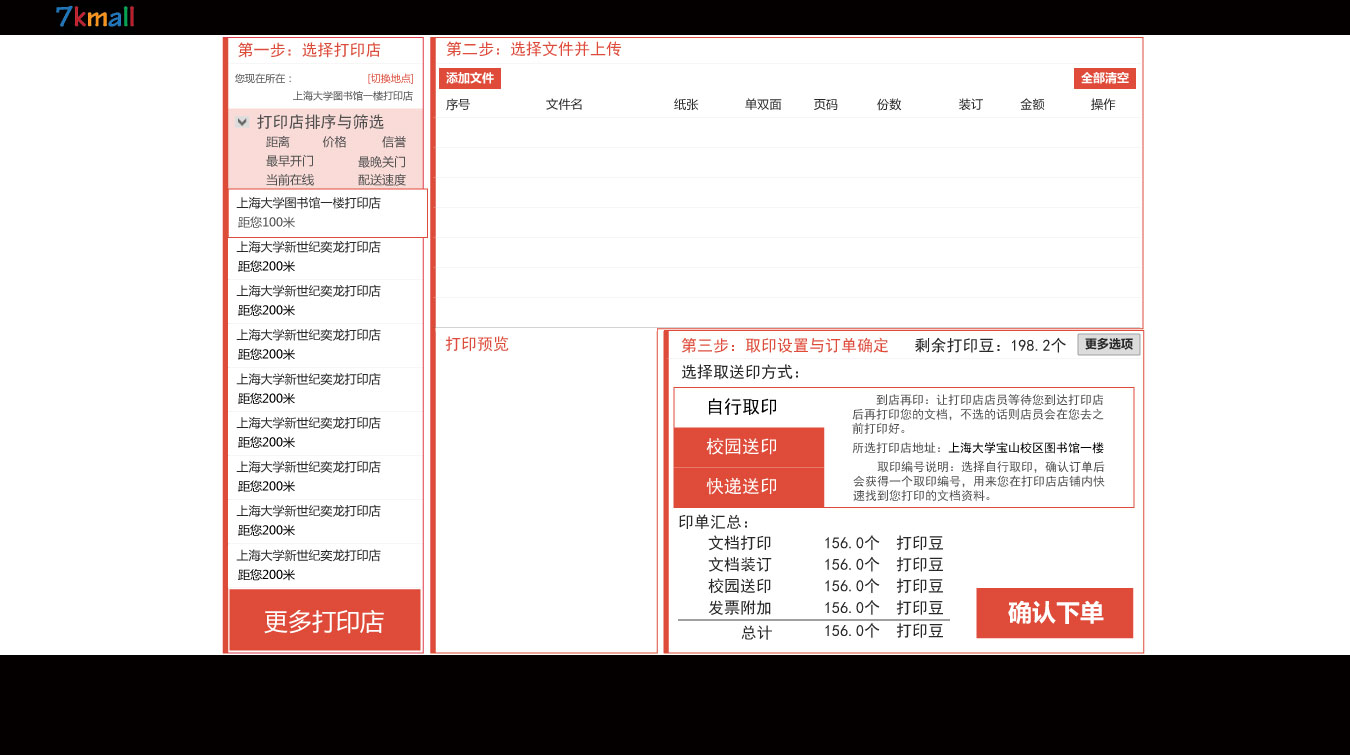 7kmall
第一步：选择打印店
您现在所在：
[切换地点]
上海大学图书馆一楼打印店
打印店排序与筛选
距离 价格 信誉
最早开门 最晚关门
当前在线 配送速度
上海大学图书馆一楼打印店
距您100米
上海大学新世纪奕龙打印店
距您200米
上海大学新世纪奕龙打印店
距您200米
上海大学新世纪奕龙打印店
距您200米
上海大学新世纪奕龙打印店
距您200米
上海大学新世纪奕龙打印店
距您200米
上海大学新世纪奕龙打印店
距您200米
上海大学新世纪奕龙打印店
距您200米
上海大学新世纪奕龙打印店
距您200米
更多打印店
第二步：选择文件并上传
添加文件
全部清空
序号 文件名 纸张 单双面 页码 份数 装订 金额 操作
打印预览
第三步：取印设置与订单确定
剩余打印豆：198.2个
更多选项
选择取送印方式：
自行取印
校园送印
快递送印
到店再印：让打印店店员等待您到达打印店
后再打印您的文档，不选的话则店员会在您去之
前打印好。
所选打印店地址：上海大学宝山校区图书馆一楼
取印编号说明：选择自行取印，确认订单后
会获得一个取印编号，用来您在打印店店铺内快
速找到您打印的文档资料。
印单汇总：
文档打印 156.0个 打印豆
文档装订 156.0个 打印豆
校园送印 156.0个 打印豆
发票附加 156.0个 打印豆
总计 156.0个 打印豆
确认下单